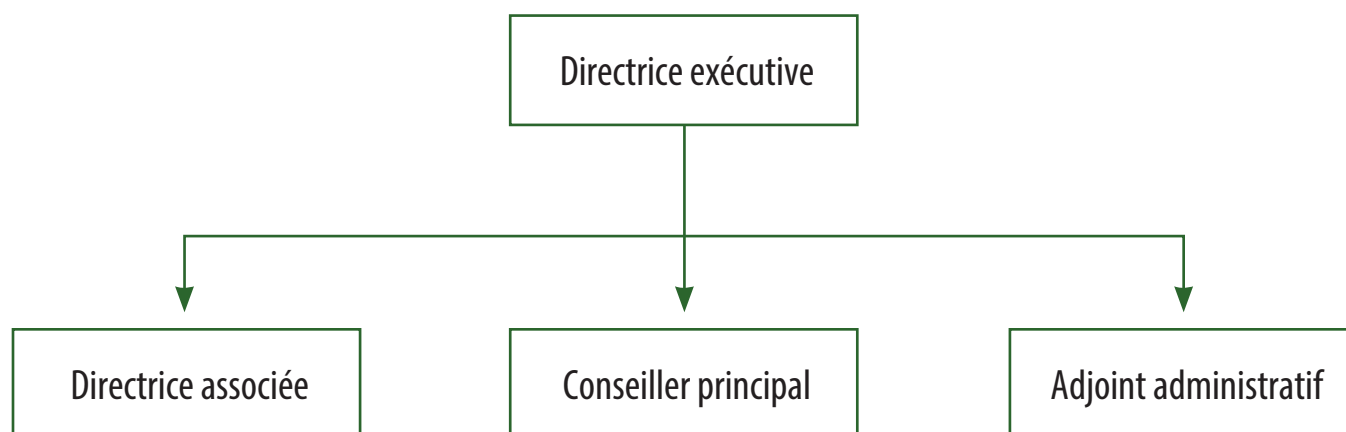 Directrice exécutive
Directrice associée
Conseiller principal
Adjoint administratif